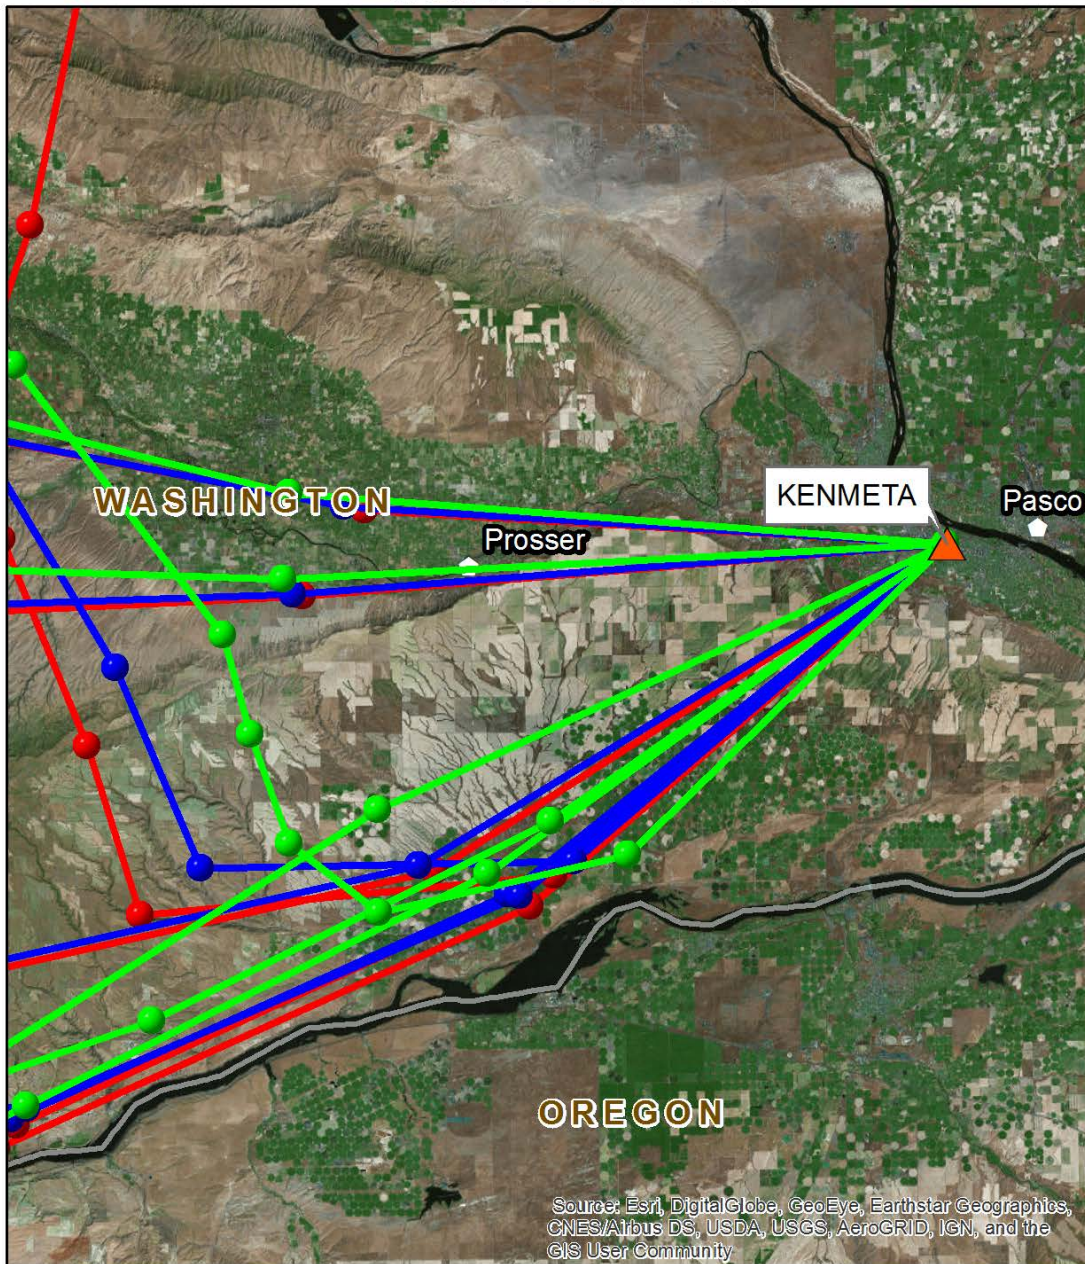 WASHINGTON
KENMETA
Pasco
Prosser
OREGON
Source: Esri, DigitalGlobe, GeoEye, Earthstar Geographics,
CNES/Airbus DS, USDA, USGS, AeroGRID, IGN, and the
GIS User Community